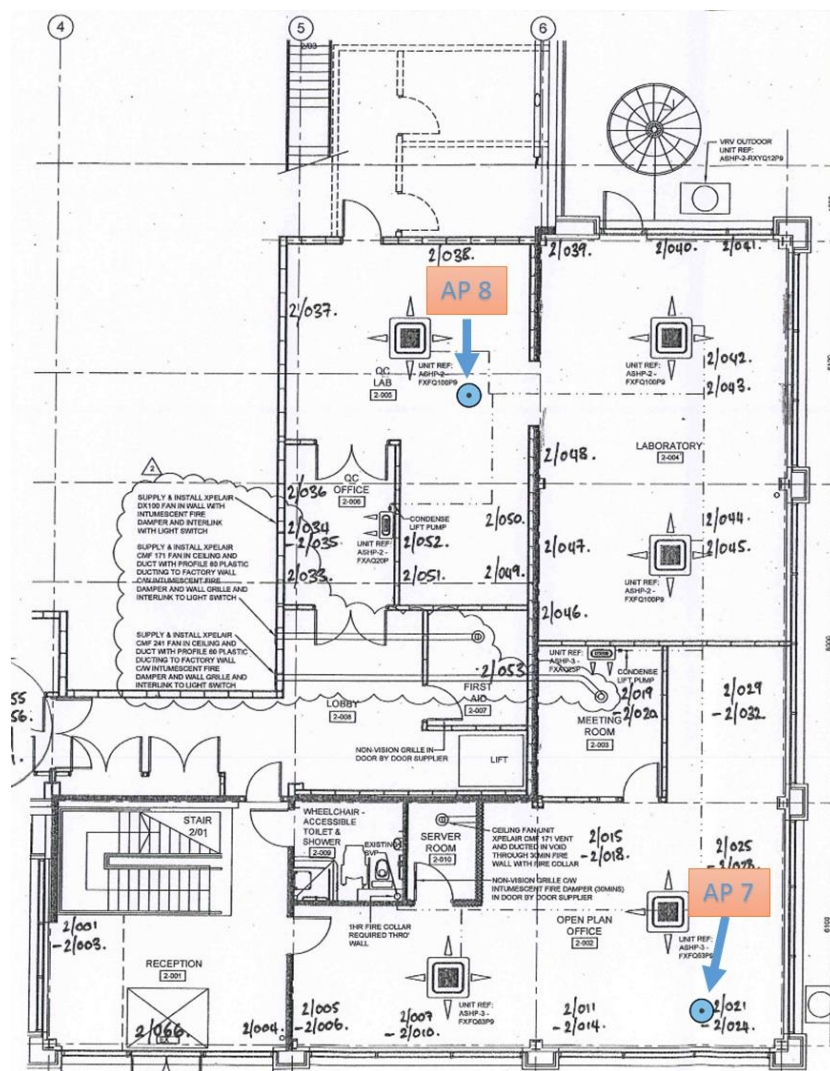 4
5
6
2/03
VRV OUTDOOR
UNIT REF:
ASHP-2-RXYQ12P9
2/038.
2/039.
2/040.
2/041.
AP 8
2/037.
UNIT REF:
ASHP-2-
FXFQ100P9
QC
LAB
2-005
UNIT REF:
ASHP-2-
FXFQ100P9
2/042.
2/043.
LABORATORY
2-004
2/048.
2
SUPPLY & INSTALL XPELAIR
DX100 FAN IN WALL WITH
INTUMESCENT FIRE
DAMPER AND INTERLINK
WITH LIGHT SWITCH
SUPPLY & INSTALL XPELAIR
CMF 171 FAN IN CEILING AND
DUCT WITH PROFILE 60 PLASTIC
DUCTING TO FACTORY WALL
C/W INTUMESCENT FIRE
DAMPER AND WALL GRILLE AND
INTERLINK TO LIGHT SWITCH
SUPPLY & INSTALL XPELAIR
CMF 241 FAN IN CEILING AND
DUCT WITH PROFILE 60 PLASTIC
DUCTING TO FACTORY WALL
C/W INTUMESCENT FIRE
DAMPER AND WALL GRILLE AND
INTERLINK TO LIGHT SWITCH
QC
OFFICE
2-006
2/036
2/034
-2/035.
2/033.
CONDENSE
LIFT PUMP
UNIT REF:
ASHP-2-
FXAQ20P
2/050.
2/052.
2/051.
2/049.
2/047.
2/046.
2/044.
2/045.
UNIT REF:
ASHP-2-
FXFQ100P9
2/053
FIRST
AID
2-007
LOBBY
2-008
UNIT REF:
ASHP-3-
CONDENSE
LIFT PUMP
2/019
-2/020.
MEETING
ROOM
2-003
2/029
-2/032.
NON-VISION GRILLE IN
DOOR BY DOOR SUPPLIER
LIFT
STAIR
2/01
WHEELCHAIR -
ACCESSIBLE
TOILET &
SHOWER
2-009
EXISTING
SVP
SERVER
ROOM
2-010
CEILING FAN UNIT
XPELAIR CMF 171 VENT
AND DUCTED IN VOID
THROUGH 30MIN FIRE
WALL WITH FIRE COLLAR
NON-VISION GRILLE C/W
INTUMESCENT FIRE DAMPER (30MINS)
IN DOOR BY DOOR SUPPLIER
2/015
-2/018.
2/025
AP 7
1HR FIRE COLLAR
REQUIRED THRO'
WALL
OPEN PLAN
OFFICE
2-002
UNIT REF:
ASHP-3-
FXFQ63P9
2/001
-2/003.
RECEPTION
2-001
2/066.
2/004.
2/005
-2/006.
2/007
-2/010.
UNIT REF:
ASHP-3-
FXFQ63P9
2/011
-2/014.
2/021
-2/024.